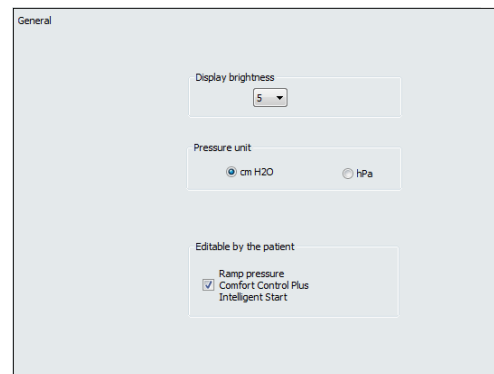 General
Display brightness
5
Pressure unit
cm H2O hPa
Editable by the patient
Ramp pressure
Comfort Control Plus
Intelligent Start